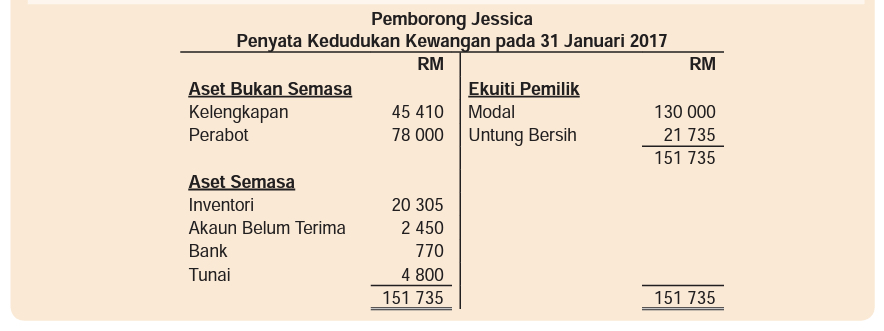 Pemborong Jessica
Penyata Kedudukan Kewangan pada 31 Januari 2017
RM RM
Aset Bukan Semasa Ekuiti Pemilik
Kelengkapan 45 410 Modal 130 000
Perabot 78 000 Untung Bersih 21 735
151 735
Aset Semasa
Inventori 20 305
Akaun Belum Terima 2 450
Bank 770
Tunai 4 800
151 735 151 735